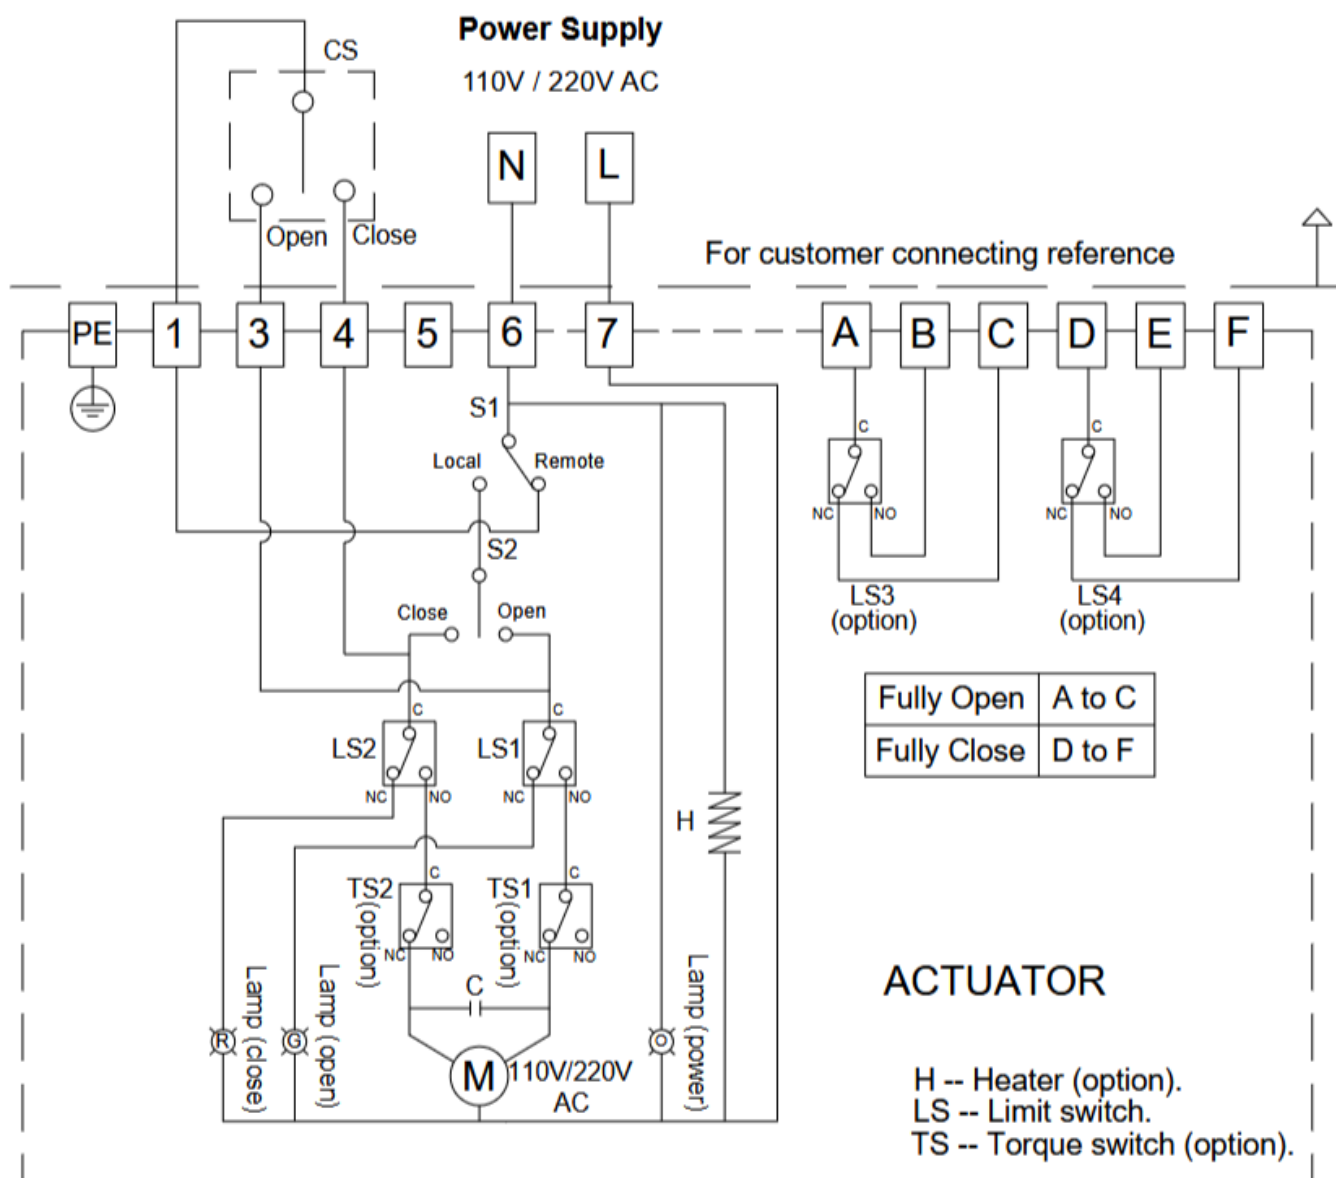 Power Supply
CS
110V / 220V AC
N
L
Open
Close
For customer connecting reference
PE
1
3
4
5
6
7
A
B
C
D
E
F
S1
Local
Remote
C
C
NC
NO
NC
NO
S2
LS3
(option)
LS4
(option)
Close
Open
Fully Open
A to C
Fully Close
D to F
C
C
LS2
LS1
NC
NO
NC
NO
H
C
C
TS2
(option)
TS1
(option)
NC
NO
NC
NO
Lamp (close)
Lamp (open)
Lamp (power)
C
ACTUATOR
R
G
O
M
110V/220V
AC
H -- Heater (option).
LS -- Limit switch.
TS -- Torque switch (option).